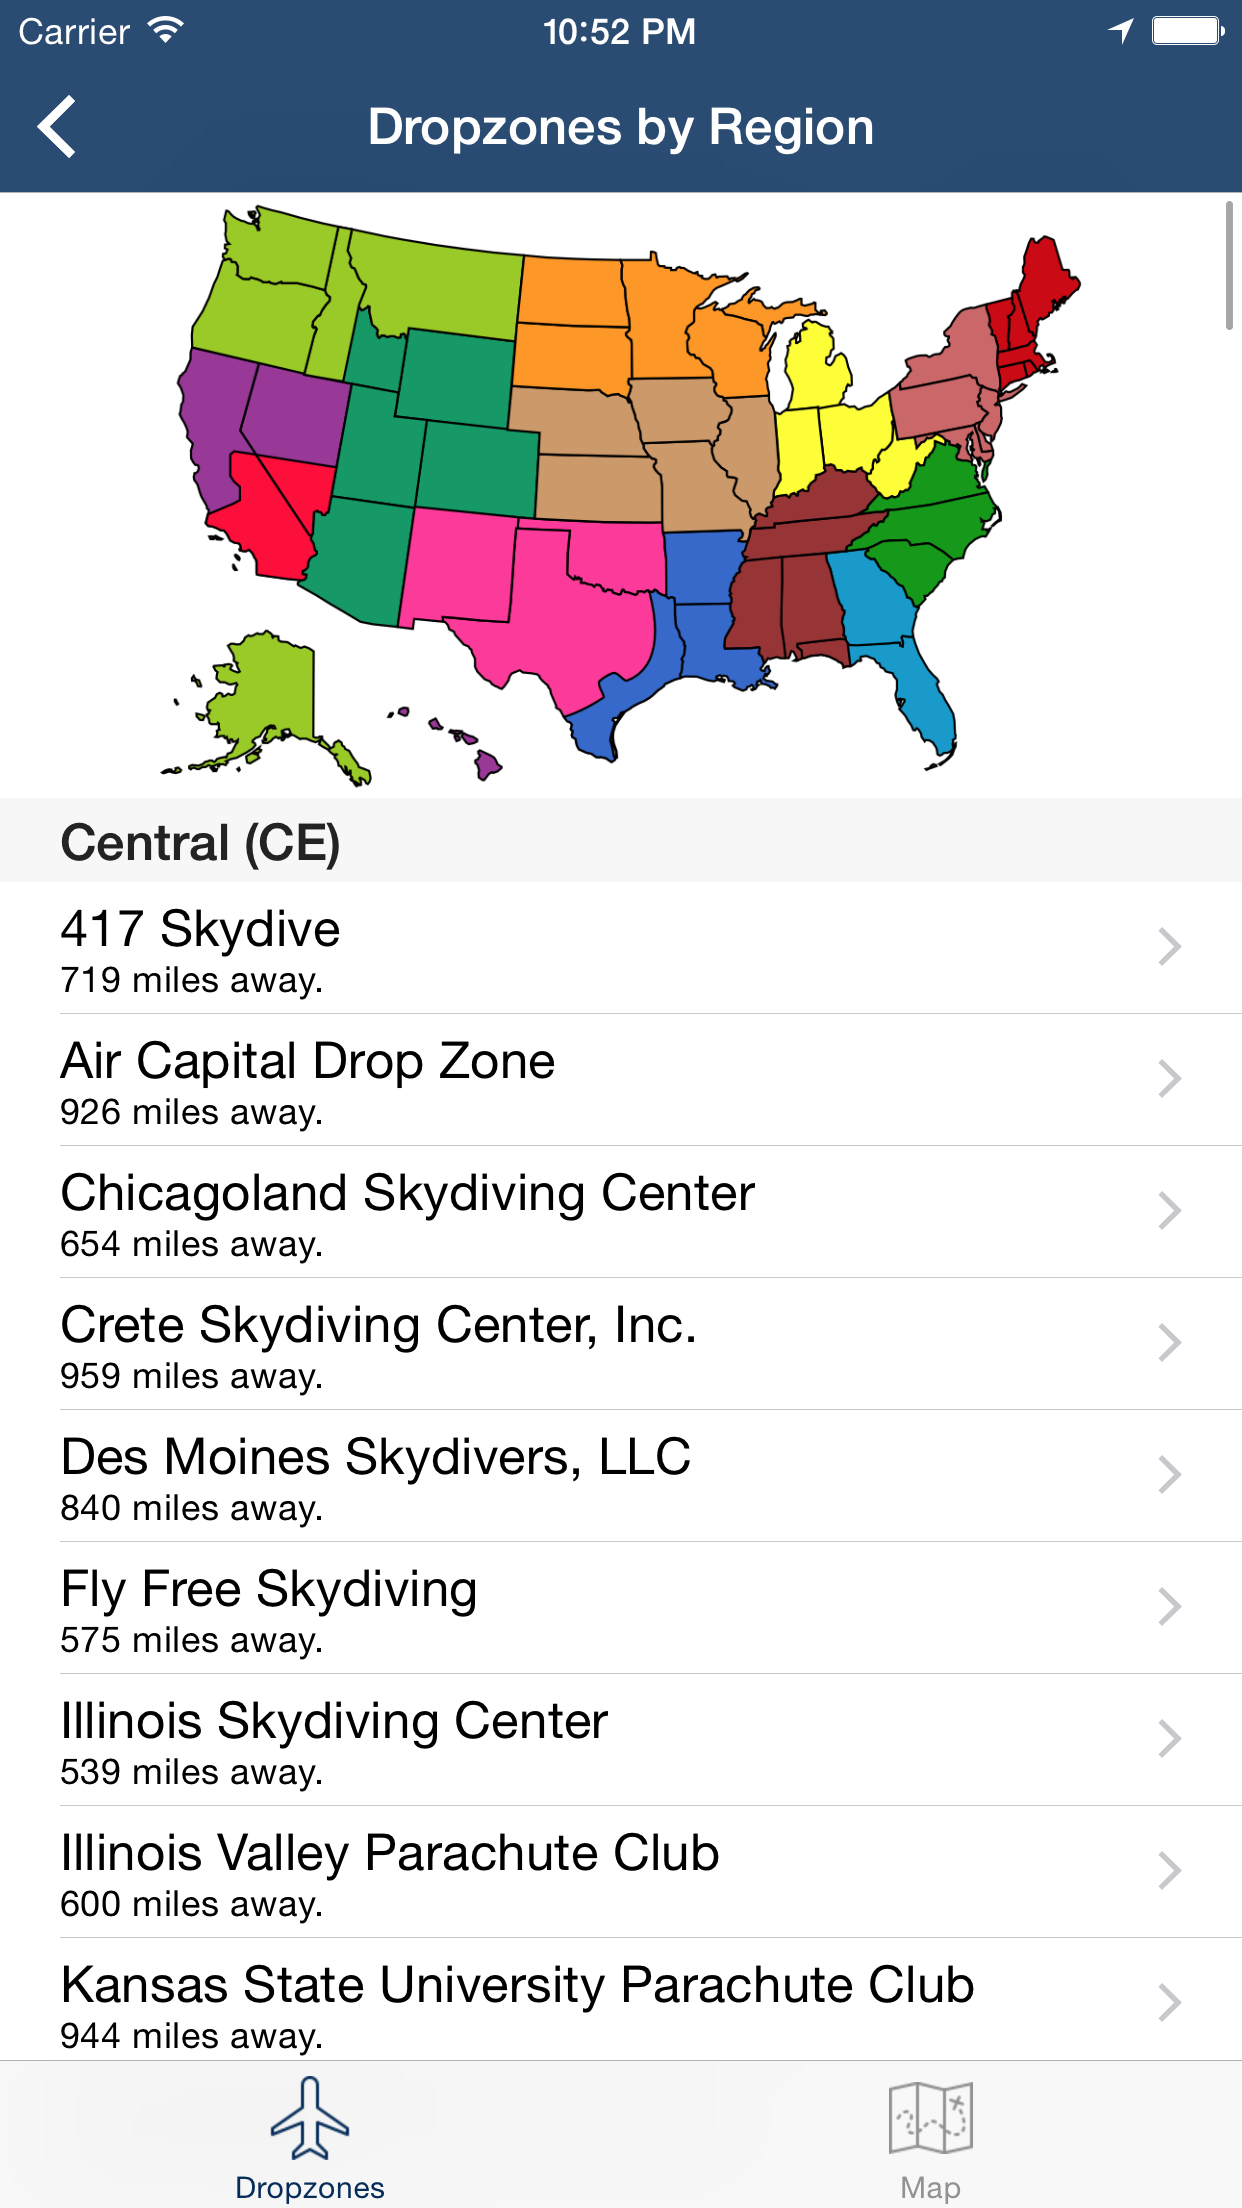 Carrier
10:52 PM
Dropzones by Region
Central (CE)
417 Skydive
719 miles away.
Air Capital Drop Zone
926 miles away.
Chicagoland Skydiving Center
654 miles away.
Crete Skydiving Center, Inc.
959 miles away.
Des Moines Skydivers, LLC
840 miles away.
Fly Free Skydiving
575 miles away.
Illinois Skydiving Center
539 miles away.
Illinois Valley Parachute Club
600 miles away.
Kansas State University Parachute Club
944 miles away.
Dropzones
Map